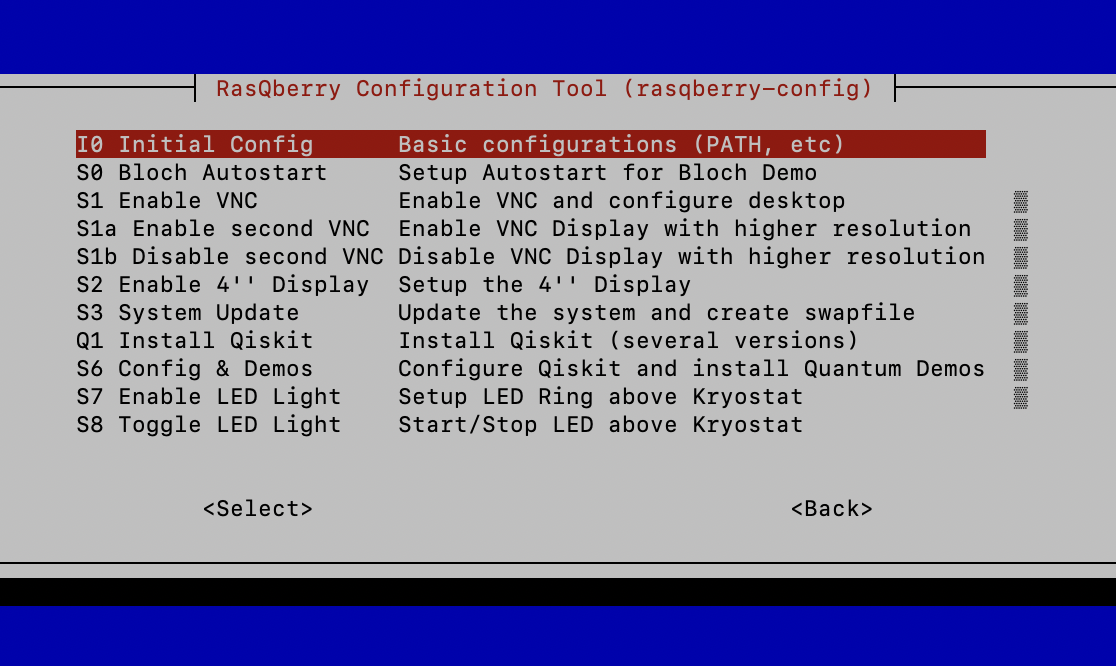 RasQberry Configuration Tool (rasqberry-config)
I0 Initial Config Basic configurations (PATH, etc)
S0 Bloch Autostart Setup Autostart for Bloch Demo
S1 Enable VNC Enable VNC and configure desktop
S1a Enable second VNC Enable VNC Display with higher resolution
S1b Disable second VNC Disable VNC Display with higher resolution
S2 Enable 4'' Display Setup the 4'' Display
S3 System Update Update the system and create swapfile
Q1 Install Qiskit Install Qiskit (several versions)
S6 Config & Demos Configure Qiskit and install Quantum Demos
S7 Enable LED Light Setup LED Ring above Kryostat
S8 Toggle LED Light Start/Stop LED above Kryostat
<Select> <Back>